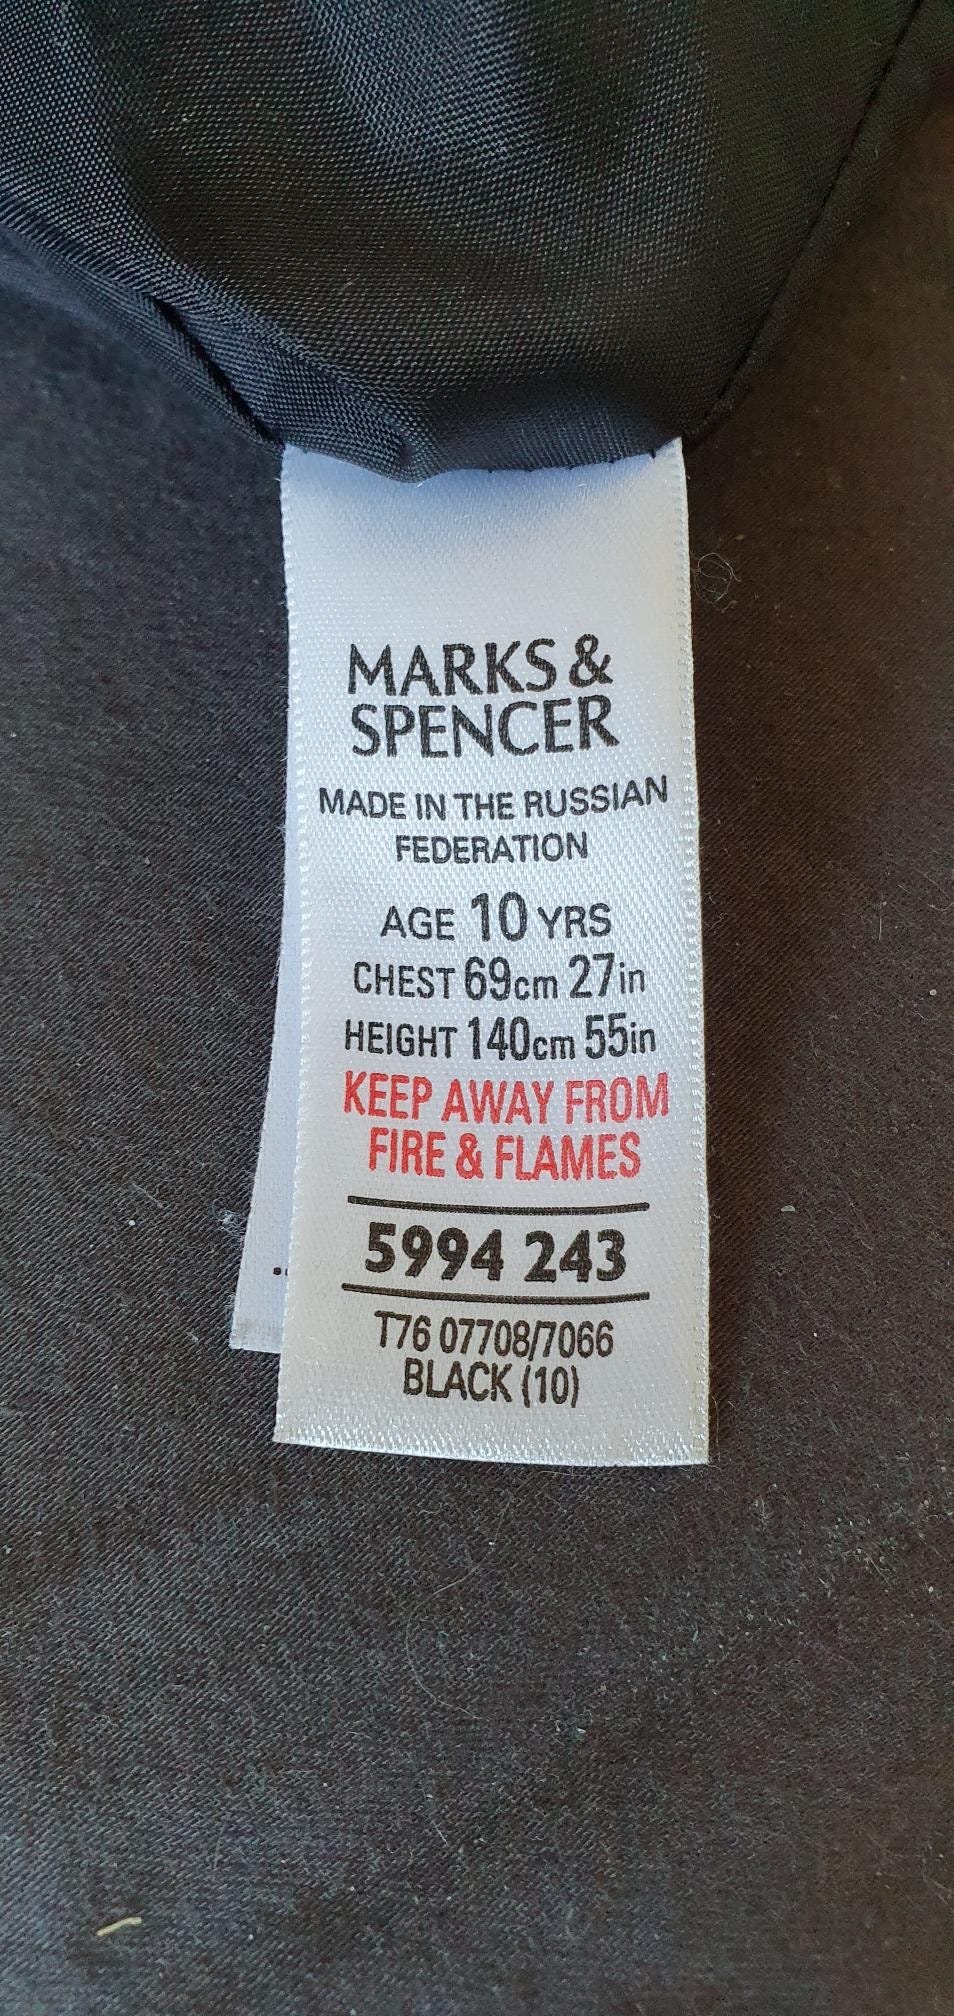 MARKS &
SPENCER
MADE IN THE RUSSIAN
FEDERATION
AGE 10 YRS
CHEST 69cm 27in
HEIGHT 140cm 55in
KEEP AWAY FROM
FIRE & FLAMES
5994 243
T76 07708/7066
BLACK (10)